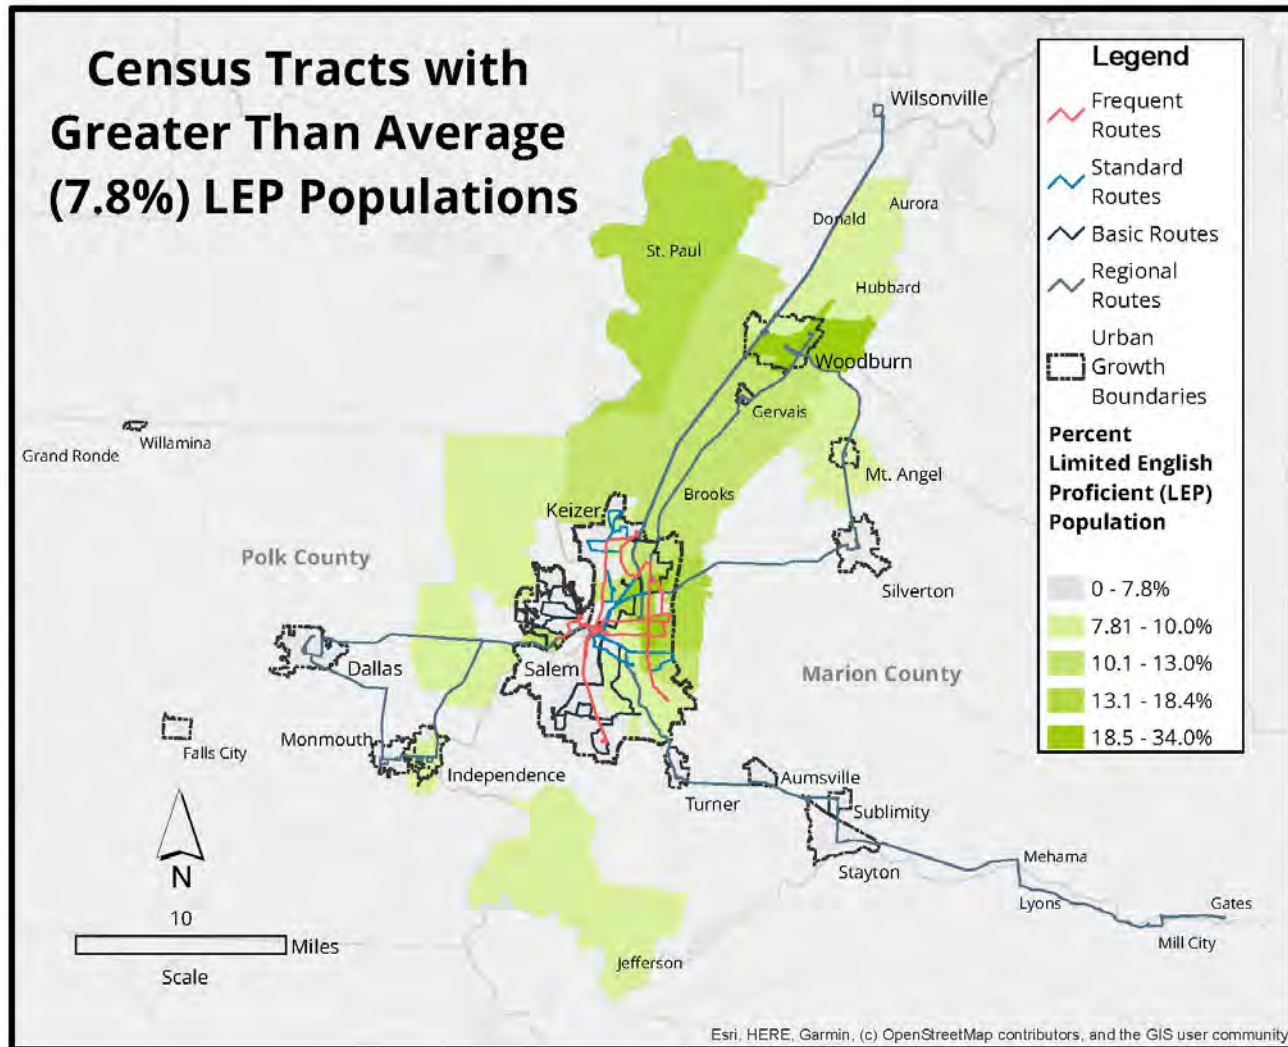 Census Tracts with
Greater Than Average
(7.8%) LEP Populations
Legend
Frequent
Routes
Standard
Routes
Basic Routes
Regional
Routes
Urban
Growth
Boundaries
Percent
Limited English
Proficient (LEP)
Population
0 - 7.8%
7.81 - 10.0%
10.1 - 13.0%
13.1 - 18.4%
18.5 - 34.0%
Wilsonville
Aurora
Donald
St. Paul
Hubbard
Woodburn
Gervais
Willamina
Grand Ronde
Mt. Angel
Brooks
Keizer
Polk County
Silverton
Dallas
Salem
Marion County
Monmouth
Falls City
Independence
Aumsville
Turner
Sublimity
Mehama
Stayton
Lyons
Gates
Mill City
Jefferson
N
10
Miles
Scale
Esri, HERE, Garmin, (c) OpenStreetMap contributors, and the GIS user community